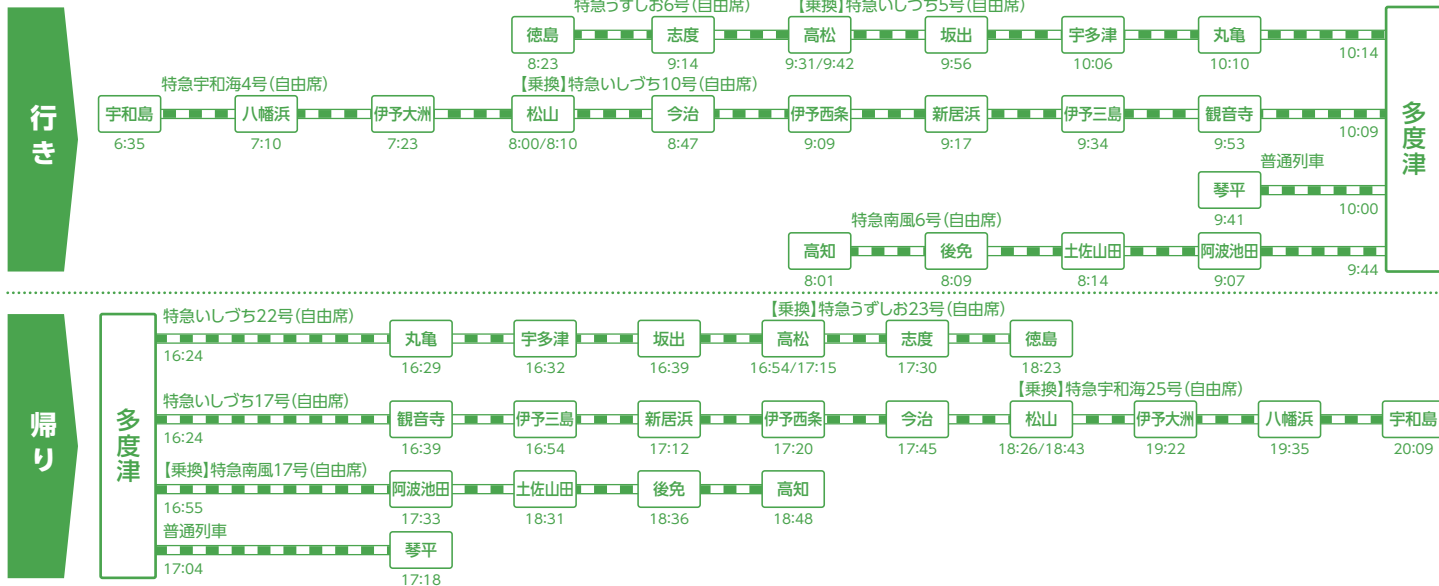 行き
特急うずしお6号(自由席) 【乗換】特急いしづち5号(自由席)
徳島 志度 高松 坂出 宇多津 丸亀
8:23 9:14 9:31/9:42 9:56 10:06 10:10 10:14
特急宇和海4号(自由席) 【乗換】特急いしづち10号(自由席)
宇和島 八幡浜 伊予大洲 松山 今治 伊予西条 新居浜 伊予三島 観音寺
6:35 7:10 7:23 8:00/8:10 8:47 9:09 9:17 9:34 9:53 10:09
普通列車
琴平
9:41 10:00
特急南風6号(自由席)
高知 後免 土佐山田 阿波池田
8:01 8:09 8:14 9:07 9:44
多度津
帰り
多度津
特急いしづち22号(自由席) 【乗換】特急うずしお23号(自由席)
丸亀 宇多津 坂出 高松 志度 徳島
16:24 16:29 16:32 16:39 16:54/17:15 17:30 18:23
特急いしづち17号(自由席) 【乗換】特急宇和海25号(自由席)
観音寺 伊予三島 新居浜 伊予西条 今治 松山 伊予大洲 八幡浜 宇和島
16:24 16:39 16:54 17:12 17:20 17:45 18:26/18:43 19:22 19:35 20:09
【乗換】特急南風17号(自由席)
阿波池田 土佐山田 後免 高知
16:55 17:33 18:31 18:36 18:48
普通列車
琴平
17:04 17:18